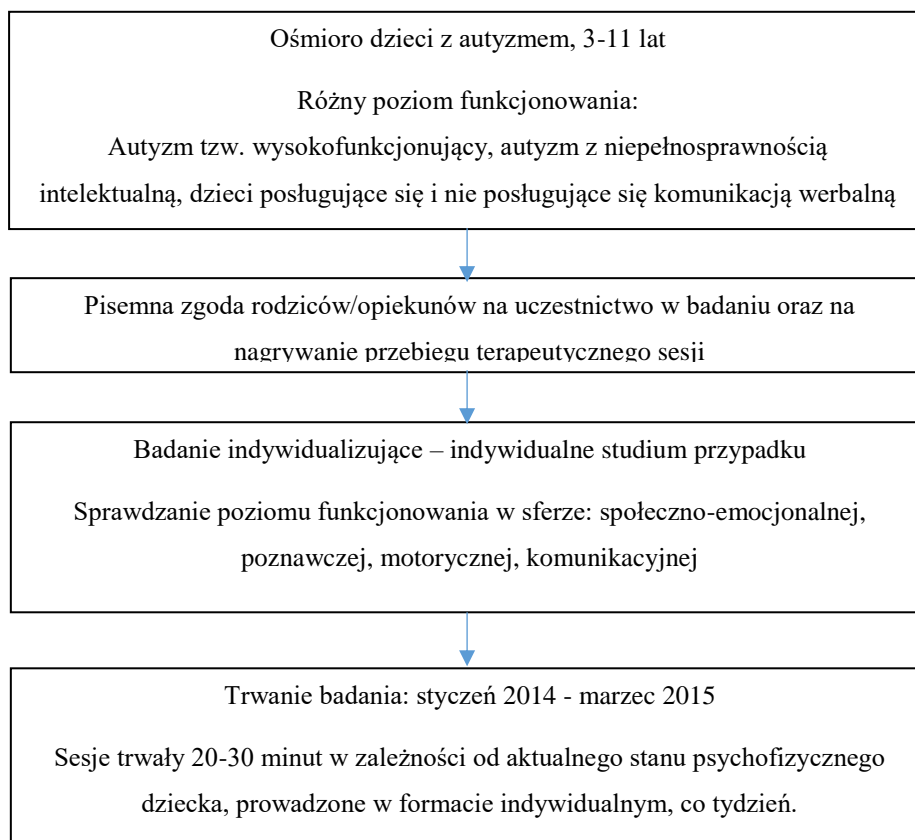 Ośmioro dzieci z autyzmem, 3-11 lat
Różny poziom funkcjonowania:
Autyzm tzw. wysokofunkcjonujący, autyzm z niepełnosprawnością
intelektualną, dzieci posługujące się i nie posługujące się komunikacją werbalną
Pisemna zgoda rodziców/opiekunów na uczestnictwo w badaniu oraz na
nagrywanie przebiegu terapeutycznego sesji
Badanie indywidualizujące – indywidualne studium przypadku
Sprawdzanie poziomu funkcjonowania w sferze: społeczno-emocjonalnej,
poznawczej, motorycznej, komunikacyjnej
Trwanie badania: styczeń 2014 - marzec 2015
Sesje trwały 20-30 minut w zależności od aktualnego stanu psychofizycznego
dziecka, prowadzone w formacie indywidualnym, co tydzień.